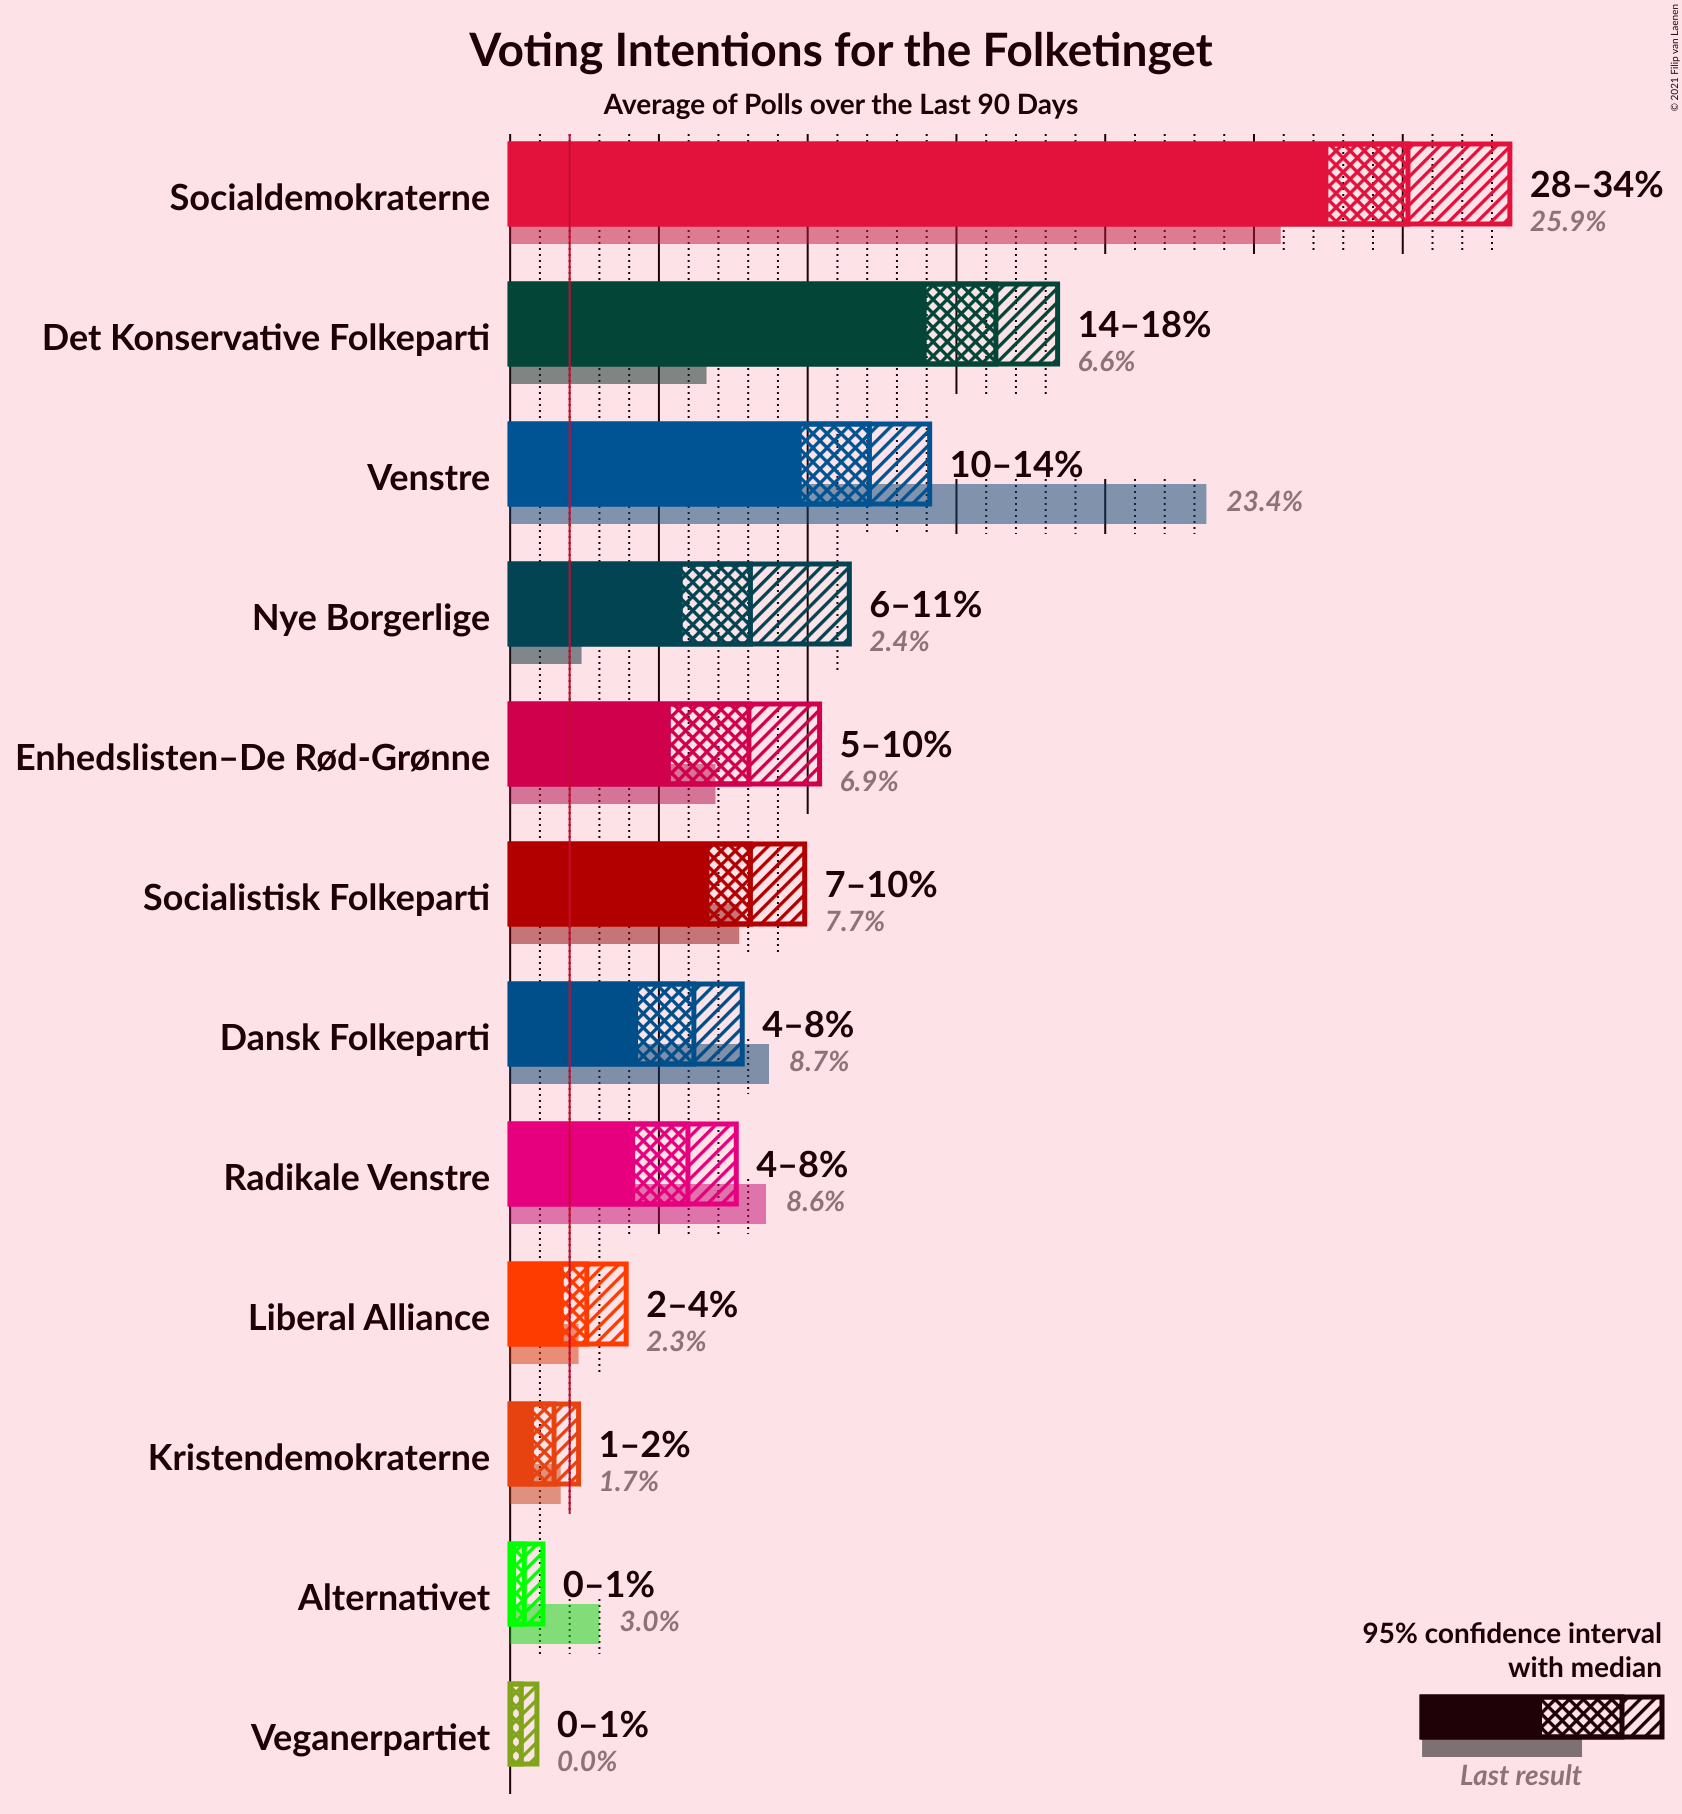 © 2021 Filip van Laenen
Voting Intentions for the Folketinget
Average of Polls over the Last 90 Days
Socialdemokraterne
28–34%
25.9%
Det Konservative Folkeparti
14–18%
6.6%
Venstre
10–14%
23.4%
Nye Borgerlige
6–11%
2.4%
Enhedslisten–De Rød-Grønne
5–10%
6.9%
Socialistisk Folkeparti
7–10%
7.7%
Dansk Folkeparti
4–8%
8.7%
Radikale Venstre
4–8%
8.6%
Liberal Alliance
2–4%
2.3%
Kristendemokraterne
1–2%
1.7%
Alternativet
0–1%
3.0%
Veganerpartiet
0–1%
0.0%
95% confidence interval
with median
Last result